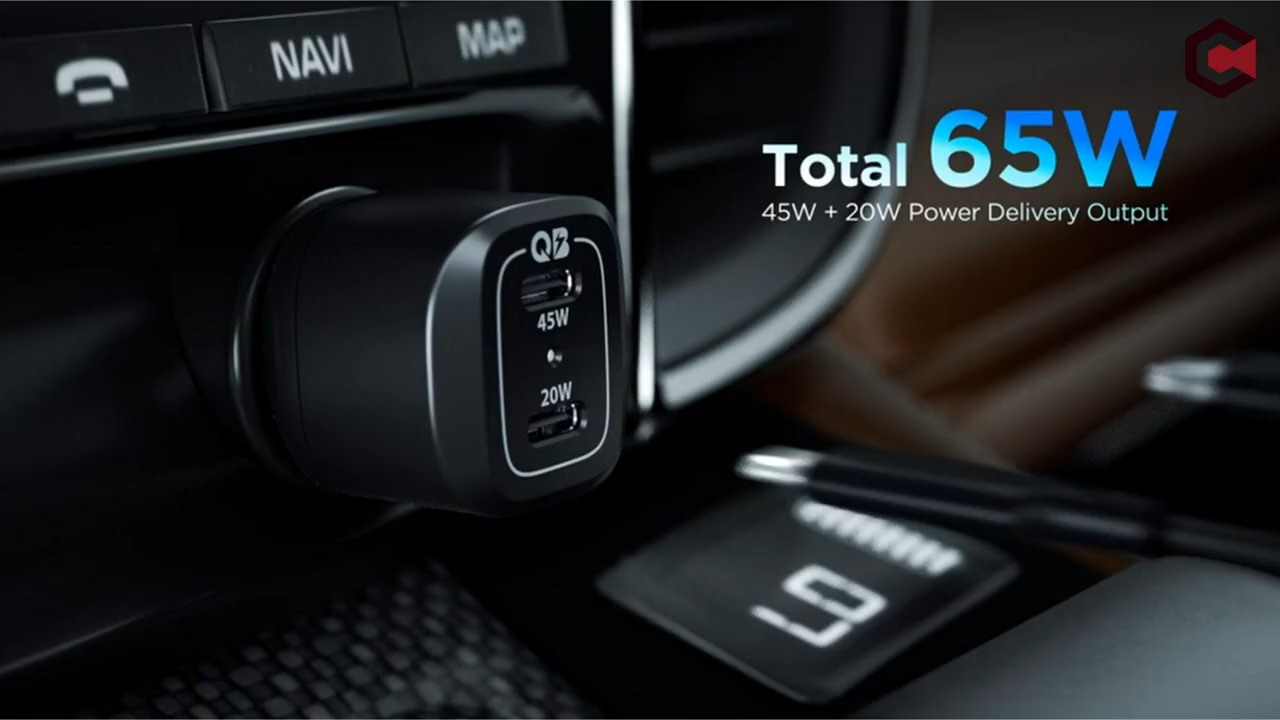 NAVI MAP
Total 65W
45W + 20W Power Delivery Output
QB
45W
20W